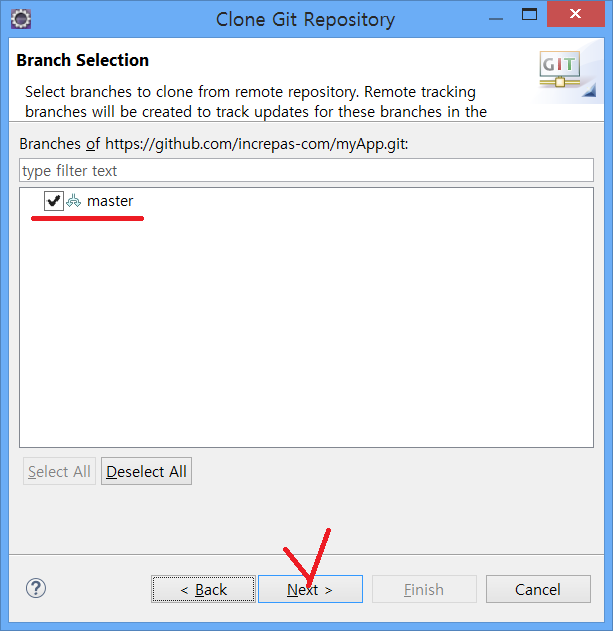 Clone Git Repository
Branch Selection
GIT
Select branches to clone from remote repository. Remote tracking
branches will be created to track updates for these branches in the
Branches of https://github.com/increpas-com/myApp.git:
type filter text
master
Select All
Deselect All
< Back
Next >
Finish
Cancel